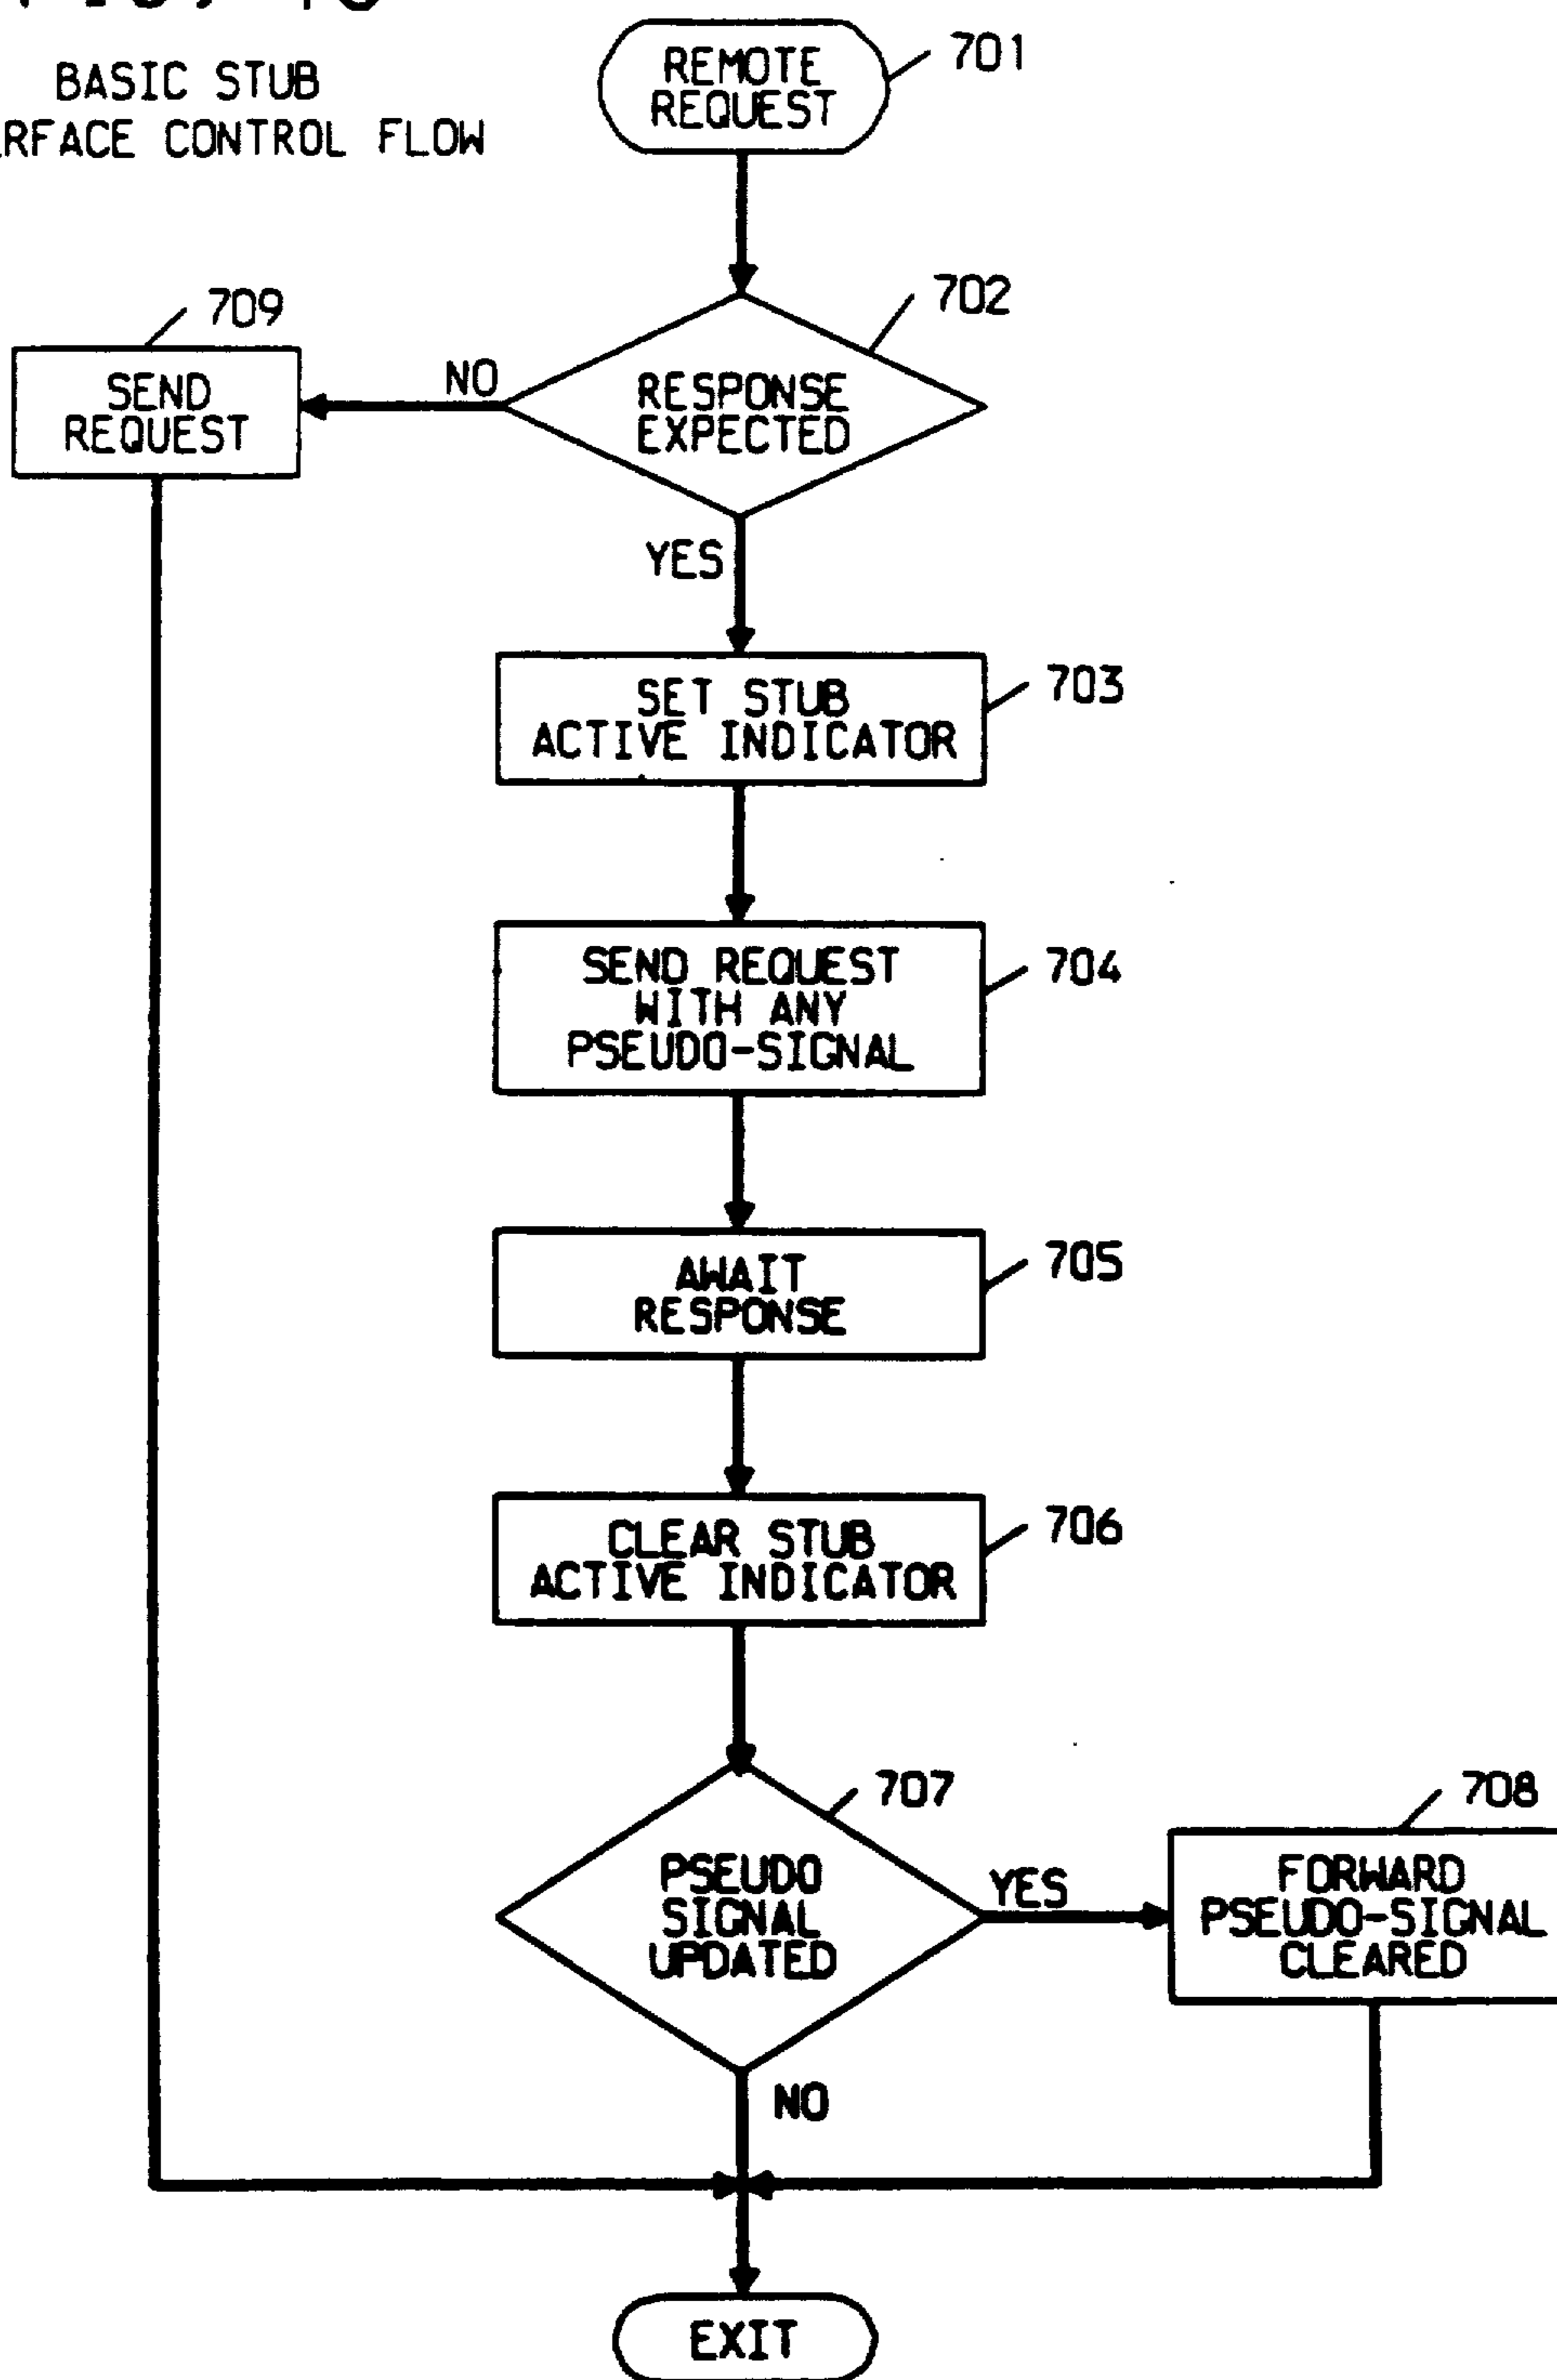 BASIC STUB
CONTROL FLOW
REMOTE
REQUEST
701
702
709
SEND
REQUEST
NO
RESPONSE
EXPECTED
YES
SET STUB
ACTIVE INDICATOR
703
SEND REQUEST
WITH ANY
PSEUDO-SIGNAL
704
AWAIT
RESPONSE
705
CLEAR STUB
ACTIVE INDICATOR
706
707
708
PSEUDO
SIGNAL
UPDATED
YES
FORWARD
PSEUDO-SIGNAL
CLEARED
NO
EXIT